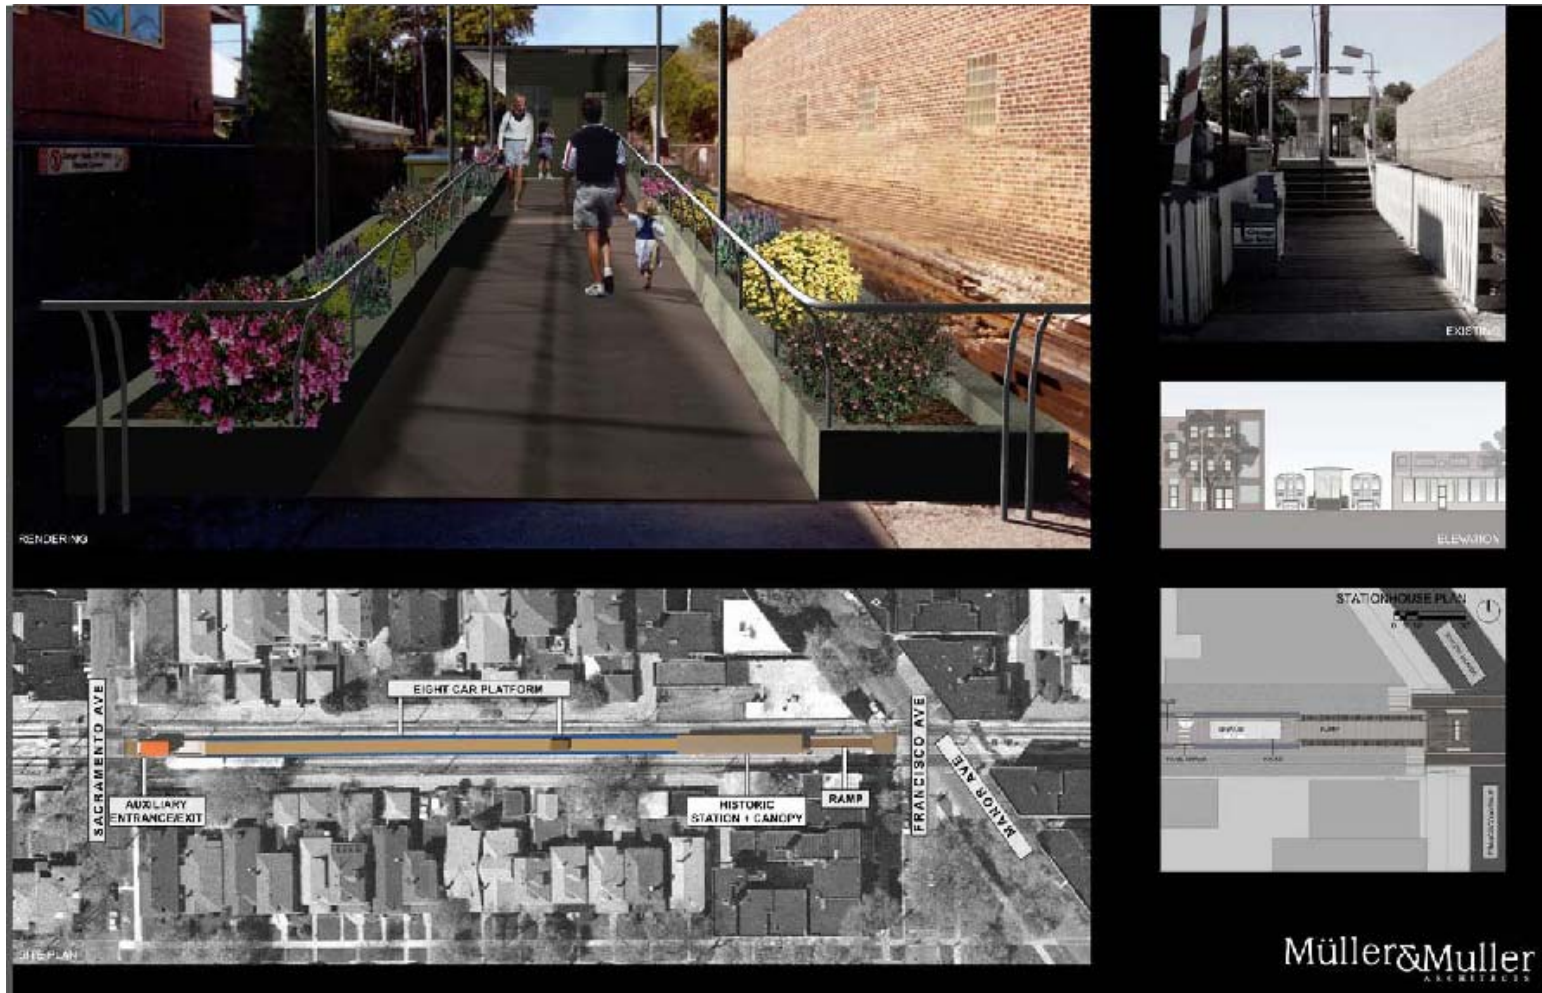 RENDERING
EXISTING
ELEVATION
SACRAMENTO AVE
EIGHT CAR PLATFORM
AUXILIARY
ENTRANCE/EXIT
HISTORIC
STATION + CANOPY
RAMP
FRANCISCO AVE
MANOR AVE
SITE PLAN
STATIONHOUSE PLAN
Müller&Muller
ARCHITECTS